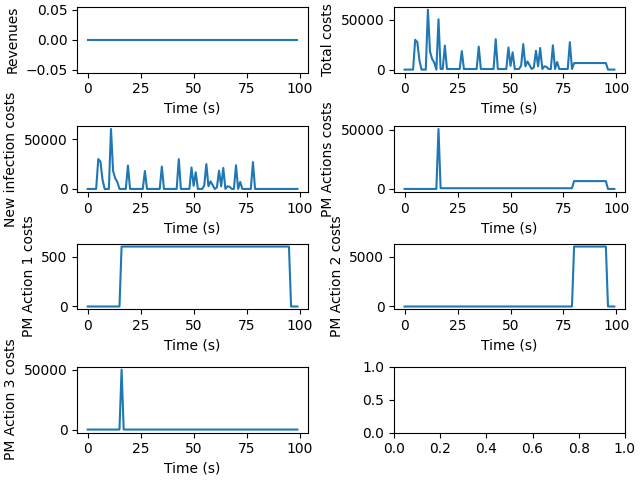 Revenues
0.05
0.00
−0.05
0 25 50 75 100
Time (s)
Total costs
50000
0
0 25 50 75 100
Time (s)
New infection costs
50000
0
0 25 50 75 100
Time (s)
PM Actions costs
50000
0
0 25 50 75 100
Time (s)
PM Action 1 costs
500
0
0 25 50 75 100
Time (s)
PM Action 2 costs
5000
0
0 25 50 75 100
Time (s)
PM Action 3 costs
50000
0
0 25 50 75 100
Time (s)
1.0
0.5
0.0
0.0 0.2 0.4 0.6 0.8 1.0